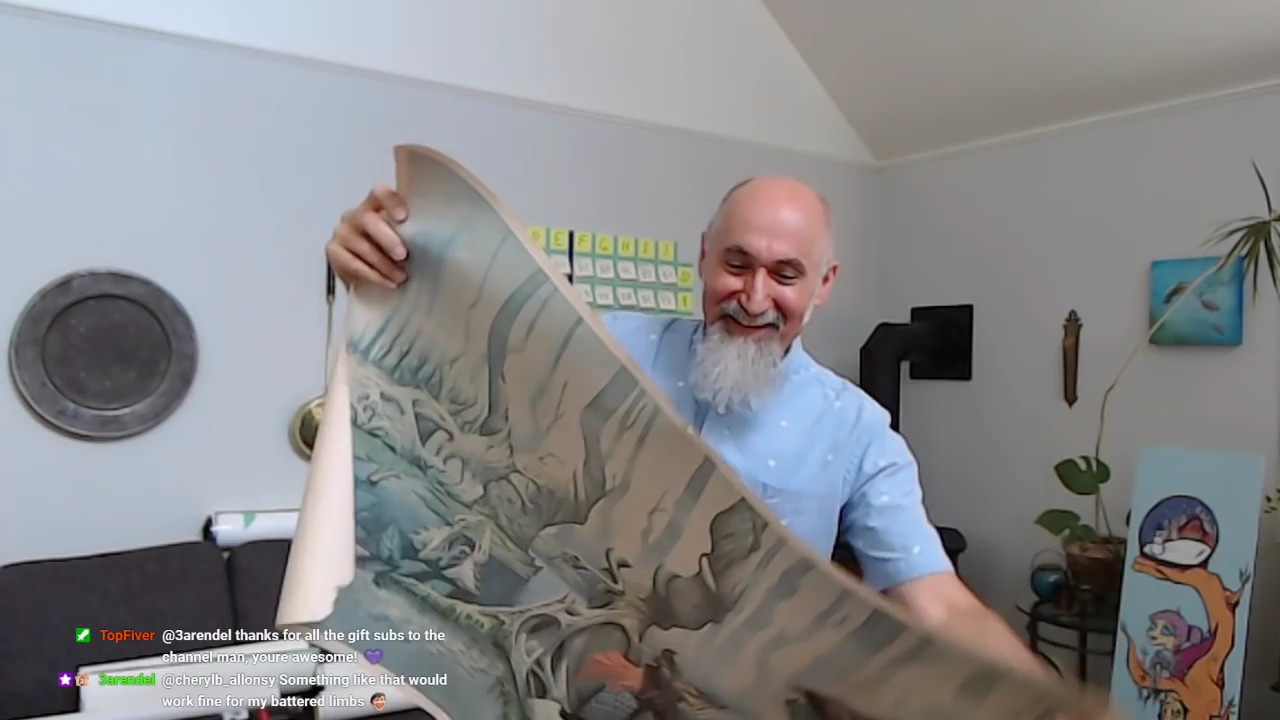 E F G H I J
TopFiver @3arendel thanks for all the gift subs to the
channel man, youre awesome!
3arendel @cherylb_allonsy Something like that would
work fine for my battered limbs